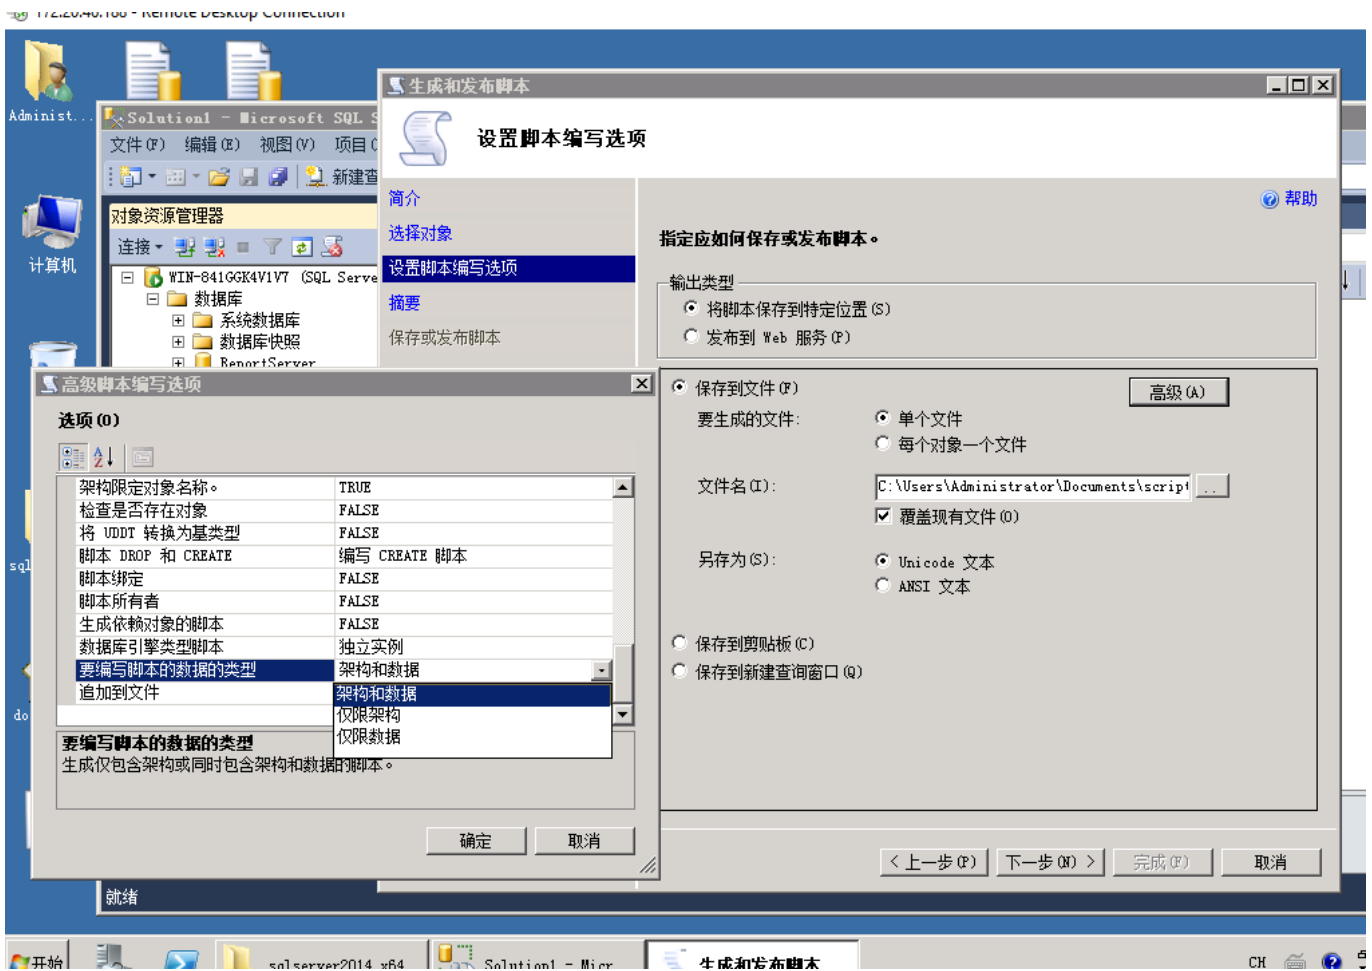 172.20.40.188 - Remote Desktop Connection
Administ...
计算机
Solution1 - Microsoft SQL S
文件(F) 编辑(E) 视图(V) 项目(
新建查
对象资源管理器
连接
WIN-841GGK4V1V7 (SQL Serve
数据库
系统数据库
数据库快照
ReportServer
生成和发布脚本
设置脚本编写选项
简介
选择对象
设置脚本编写选项
摘要
保存或发布脚本
帮助
指定应如何保存或发布脚本。
输出类型
将脚本保存到特定位置(S)
发布到 Web 服务(P)
保存到文件(F)
高级(A)
要生成的文件:
单个文件
每个对象一个文件
文件名(I):
C:\Users\Administrator\Documents\script
..
覆盖现有文件(O)
另存为(S):
Unicode 文本
ANSI 文本
保存到剪贴板(C)
保存到新建查询窗口(Q)
< 上一步(P)
下一步(N) >
完成(F)
取消
高级脚本编写选项
选项(O)
架构限定对象名称。 TRUE
检查是否存在对象 FALSE
将 UDDT 转换为基类型 FALSE
脚本 DROP 和 CREATE 编写 CREATE 脚本
脚本绑定 FALSE
脚本所有者 FALSE
生成依赖对象的脚本 FALSE
数据库引擎类型脚本 独立实例
要编写脚本的数据的类型 架构和数据
追加到文件
架构和数据
仅限架构
仅限数据
要编写脚本的数据的类型
生成仅包含架构或同时包含架构和数据的脚本。
确定
取消
sql
do
就绪
开始
sqlserver2014_x64
Solution1 - Micr
生成和发布脚本
CH